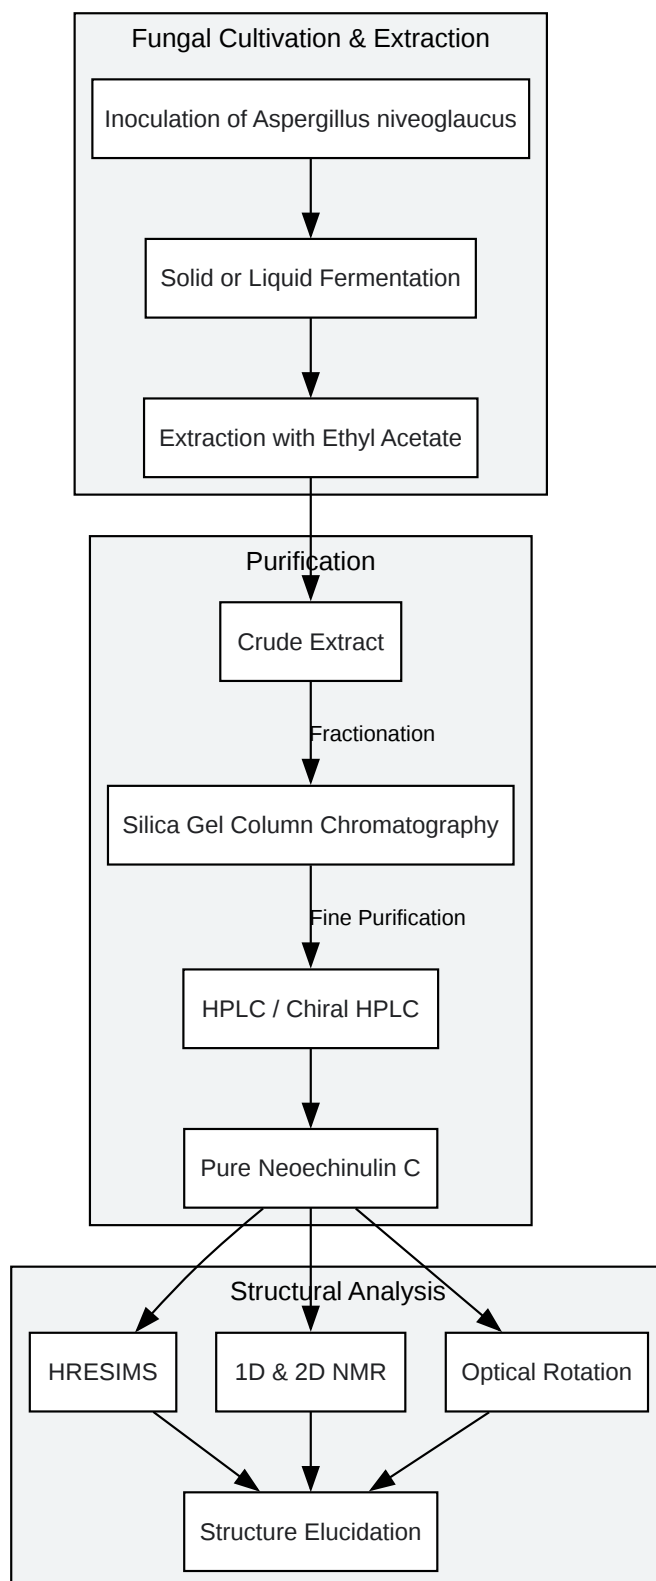 Fungal Cultivation & Extraction
Inoculation of Aspergillus niveoglaucus
Solid or Liquid Fermentation
Extraction with Ethyl Acetate
Purification
Crude Extract
Fractionation
Silica Gel Column Chromatography
Fine Purification
HPLC / Chiral HPLC
Pure Neoechinulin C
Structural Analysis
HRESIMS
1D & 2D NMR
Optical Rotation
Structure Elucidation